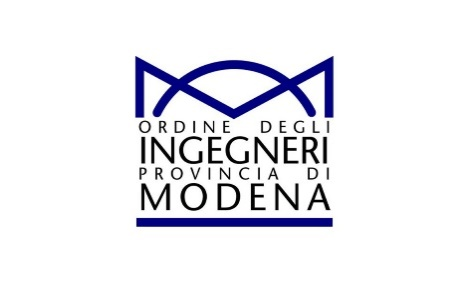 ORDINE DEGLI
INGEGNERI
PROVINCIA DI
MODENA